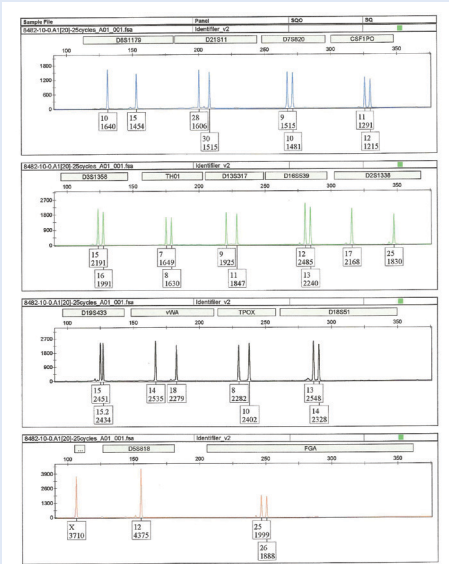 Sample File Panel SQO SQ
8482-10-0.A1[20]-25cycles_A01_001.fsa Identifiler_v2
D8S1179 D21S11 D7S820 CSF1PO
100 150 200 250 300 350
1800
1200
600
0
10 15 28 9 11
1640 1454 1606 1515 1291
30 10 12
1515 1481 1215
8482-10-0.A1[20]-25cycles_A01_001.fsa Identifiler_v2
D3S1358 TH01 D13S317 D16S539 D2S1338
100 150 200 250 300 350
2700
1800
900
0
15 7 9 12 17 25
2191 1649 1925 2485 2168 1830
16 8 11 13
1991 1630 1847 2240
8482-10-0.A1[20]-25cycles_A01_001.fsa Identifiler_v2
D19S433 vWA TPOX D18S51
100 150 200 250 300 350
2700
1800
900
0
15 14 18 8 13
2451 2535 2279 2282 2548
15.2 10 14
2434 2402 2328
8482-10-0.A1[20]-25cycles_A01_001.fsa Identifiler_v2
... D5S818 FGA
100 150 200 250 300 350
3900
2600
1300
0
X 12 25
3710 4375 1999
26
1888